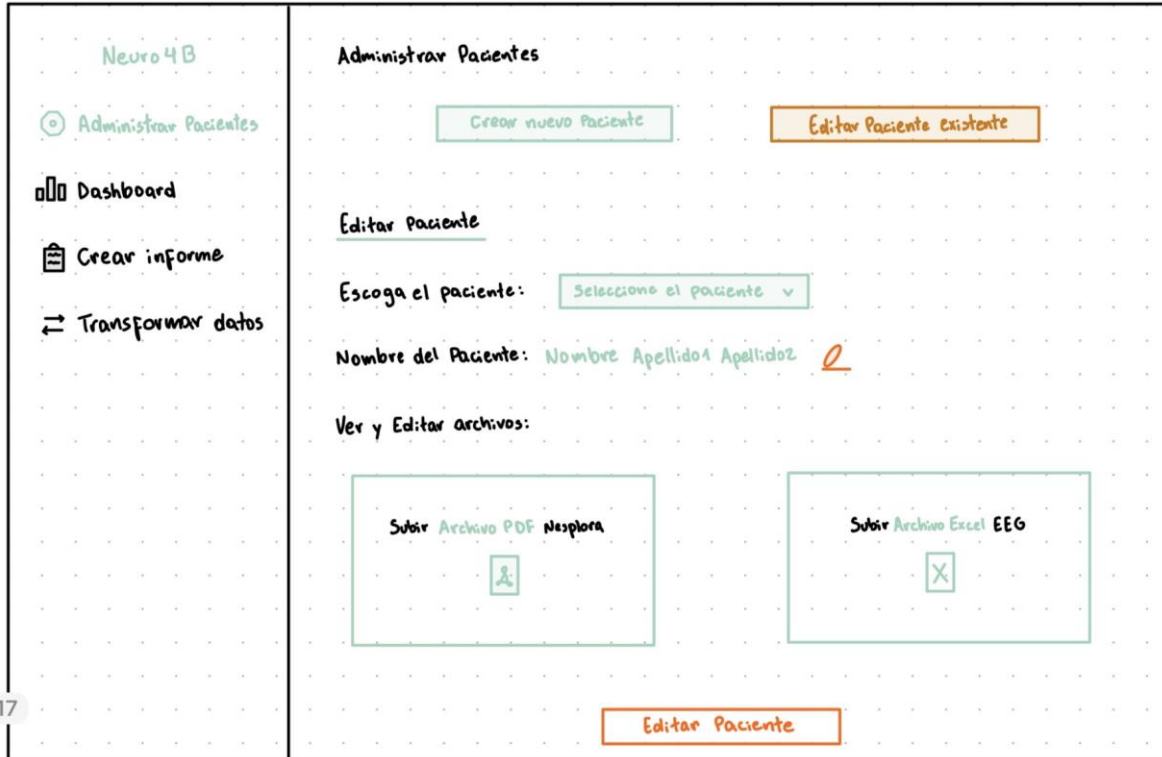 Neuro 4B
Administrar Pacientes
Dashboard
Crear informe
Transformar datos
Administrar Pacientes
Crear nuevo Paciente
Editar Paciente existente
Editar Paciente
Escoga el paciente: Seleccione el paciente
Nombre del Paciente: Nombre Apellido1 Apellido2
Ver y Editar archivos:
Subir Archivo PDF Nesplora
Subir Archivo Excel EEG
X
Editar Paciente
17